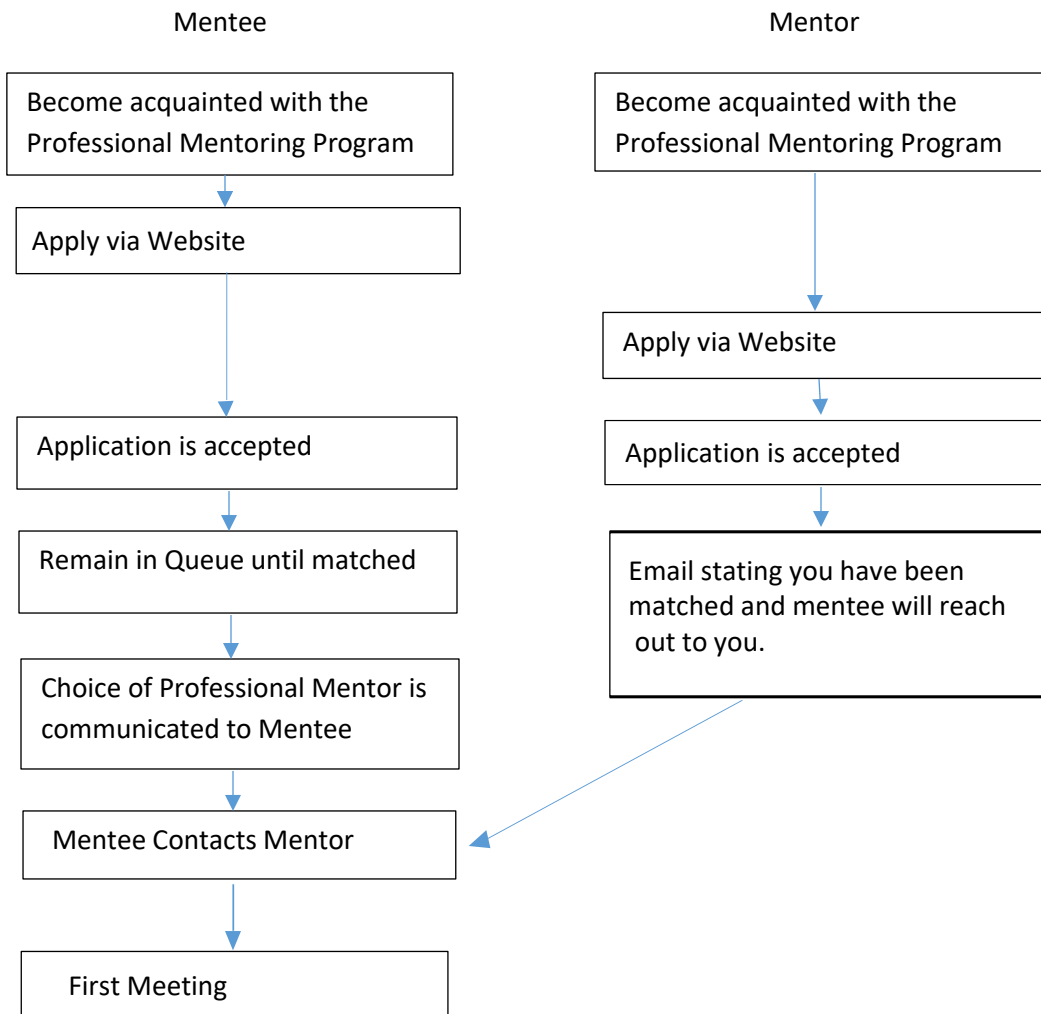 Mentee
Become acquainted with the
Professional Mentoring Program
Apply via Website
Application is accepted
Remain in Queue until matched
Choice of Professional Mentor is
communicated to Mentee
Mentee Contacts Mentor
First Meeting
Mentor
Become acquainted with the
Professional Mentoring Program
Apply via Website
Application is accepted
Email stating you have been
matched and mentee will reach
out to you.